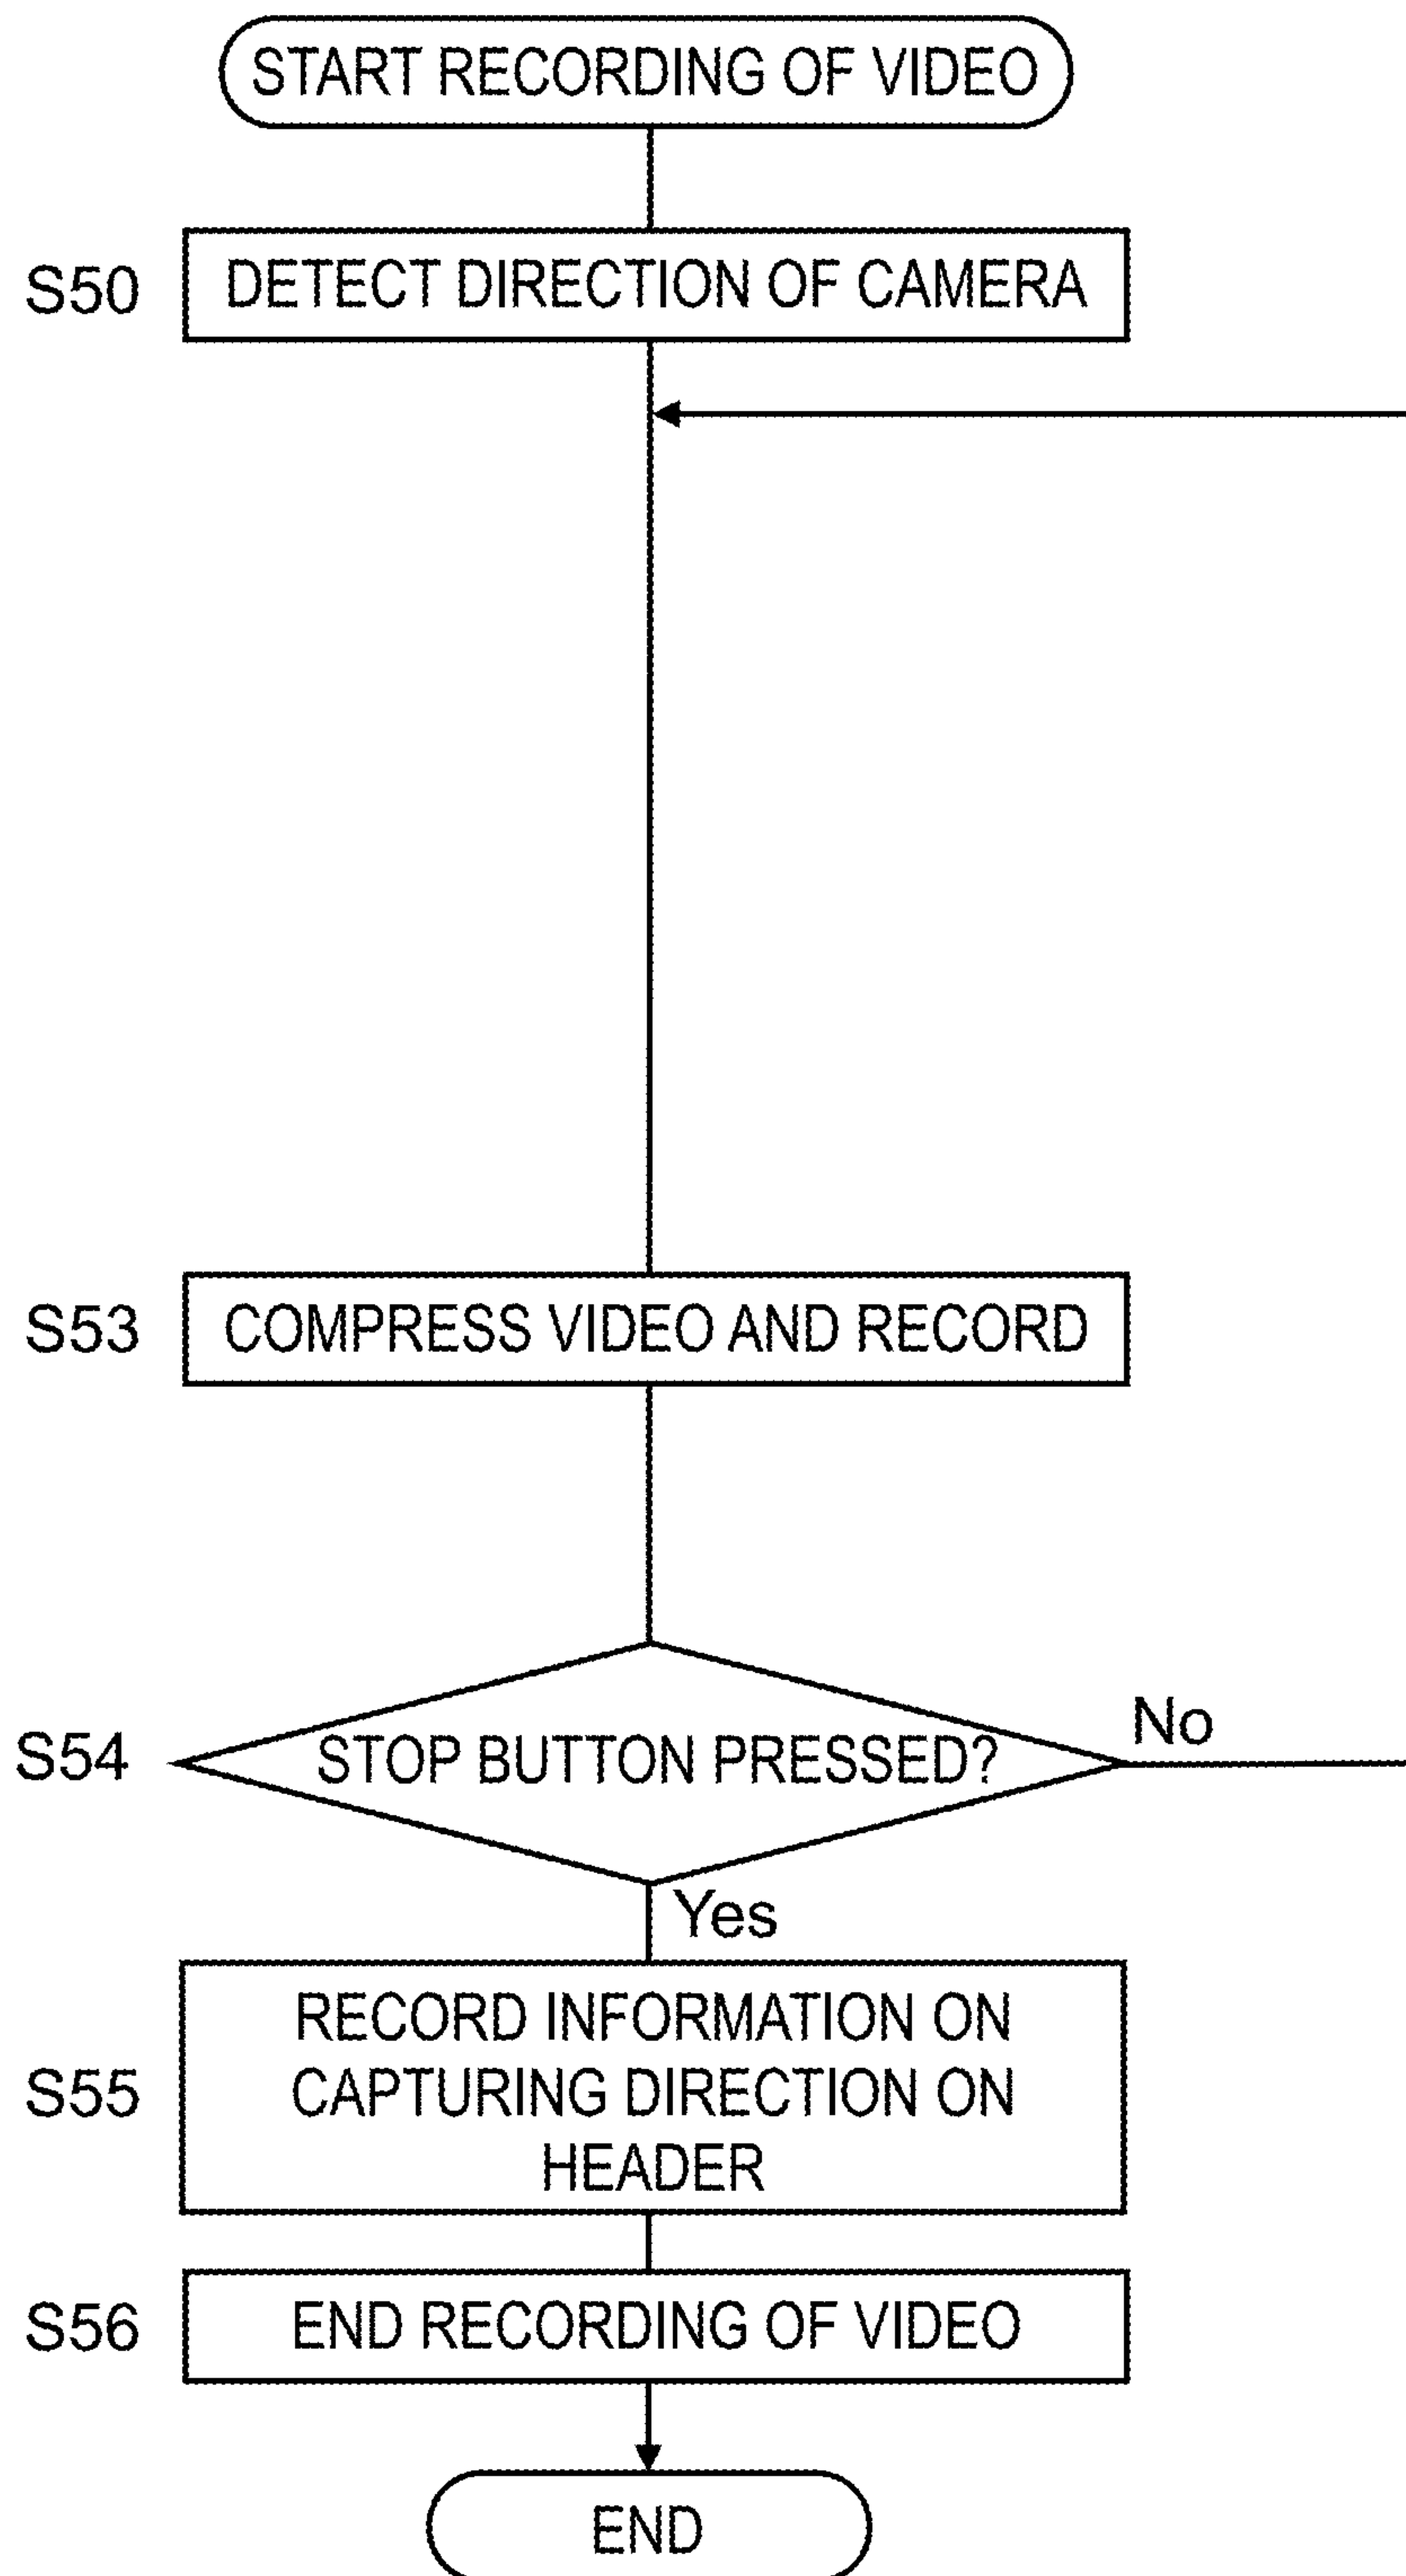 START RECORDING OF VIDEO
S50 DETECT DIRECTION OF CAMERA
S53 COMPRESS VIDEO AND RECORD
S54 STOP BUTTON PRESSED? No
Yes
RECORD INFORMATION ON
S55 CAPTURING DIRECTION ON
HEADER
S56 END RECORDING OF VIDEO
END